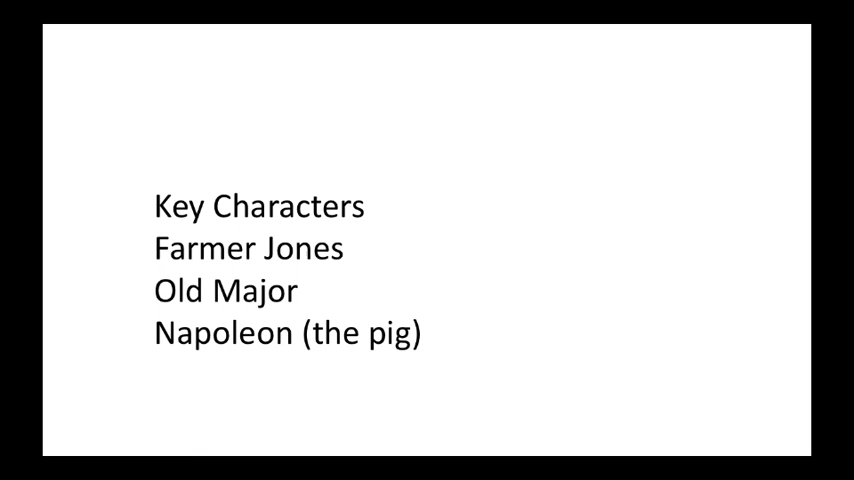 Key Characters
Farmer Jones
Old Major
Napoleon (the pig)